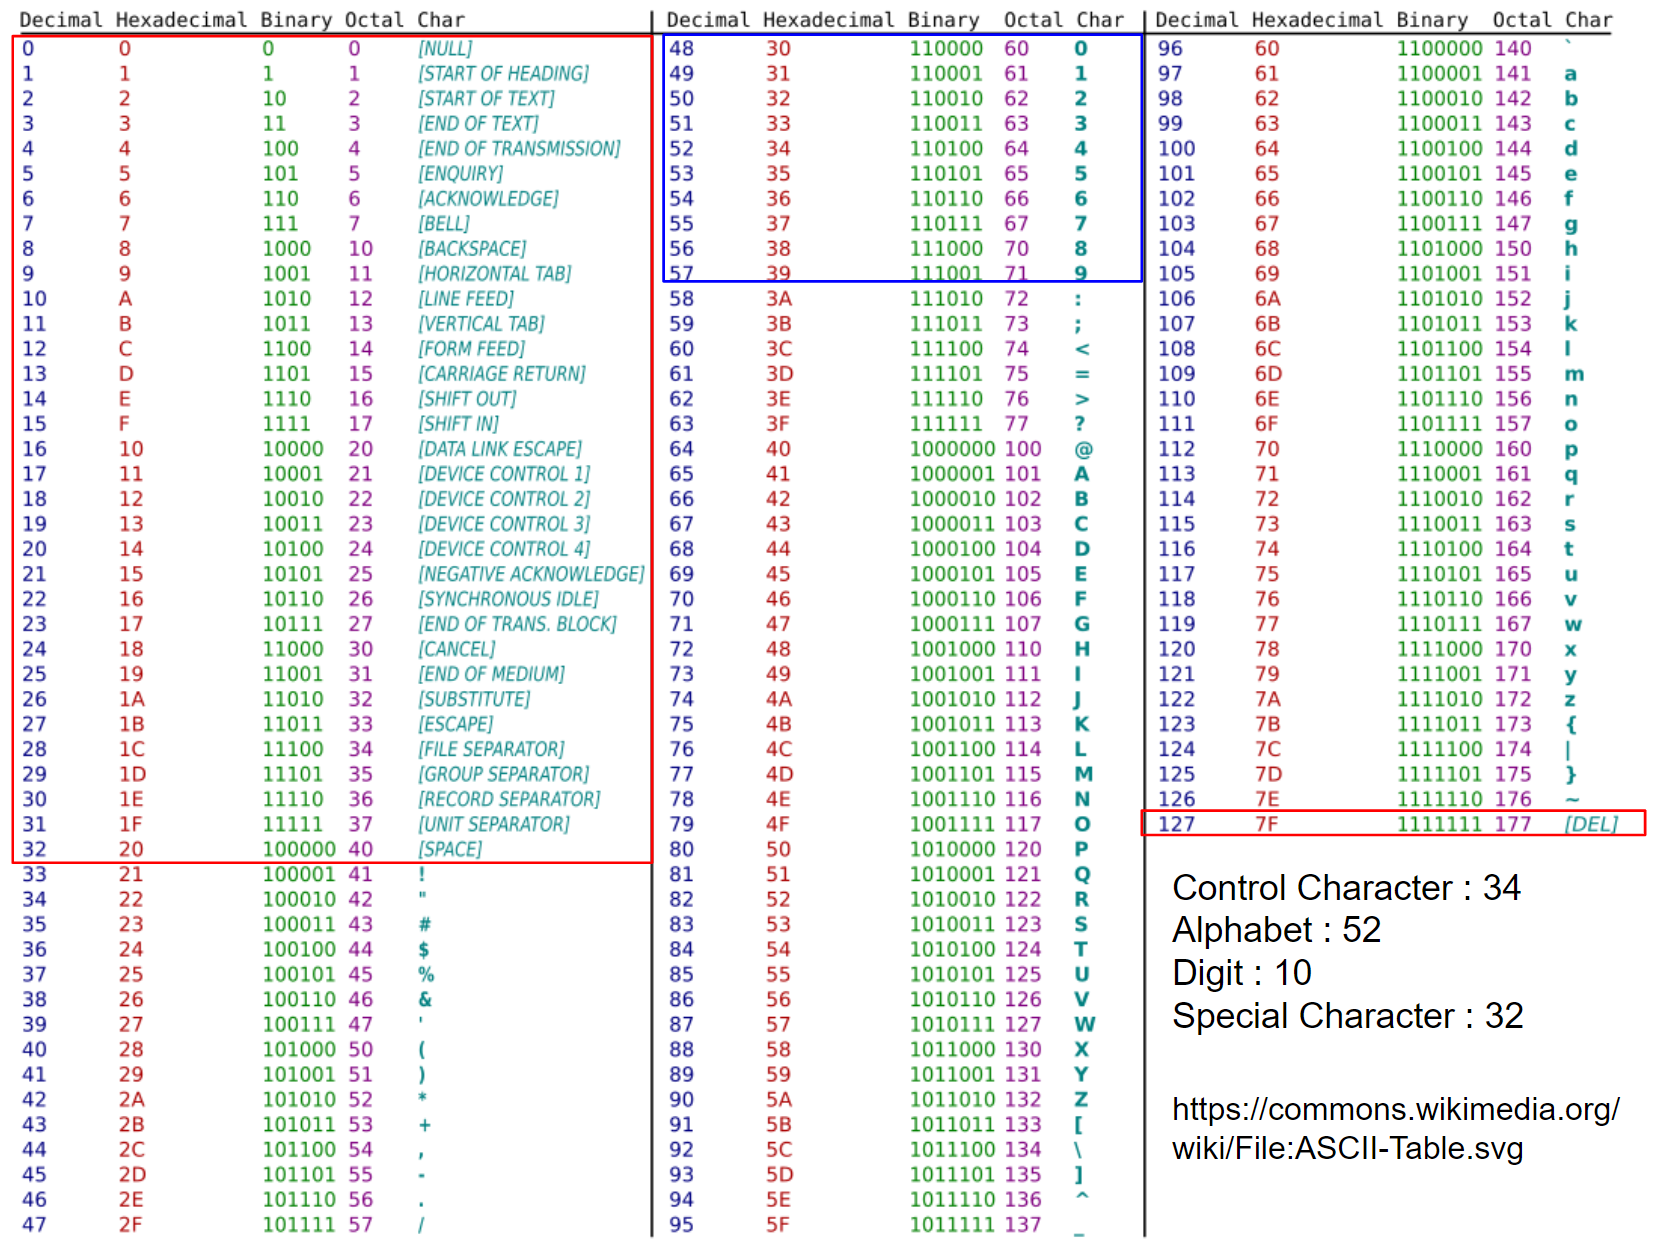 Decimal Hexadecimal Binary Octal Char
0 0 0 0 [NULL]
1 1 1 1 [START OF HEADING]
2 2 10 2 [START OF TEXT]
3 3 11 3 [END OF TEXT]
4 4 100 4 [END OF TRANSMISSION]
5 5 101 5 [ENQUIRY]
6 6 110 6 [ACKNOWLEDGE]
7 7 111 7 [BELL]
8 8 1000 10 [BACKSPACE]
9 9 1001 11 [HORIZONTAL TAB]
10 A 1010 12 [LINE FEED]
11 B 1011 13 [VERTICAL TAB]
12 C 1100 14 [FORM FEED]
13 D 1101 15 [CARRIAGE RETURN]
14 E 1110 16 [SHIFT OUT]
15 F 1111 17 [SHIFT IN]
16 10 10000 20 [DATA LINK ESCAPE]
17 11 10001 21 [DEVICE CONTROL 1]
18 12 10010 22 [DEVICE CONTROL 2]
19 13 10011 23 [DEVICE CONTROL 3]
20 14 10100 24 [DEVICE CONTROL 4]
21 15 10101 25 [NEGATIVE ACKNOWLEDGE]
22 16 10110 26 [SYNCHRONOUS IDLE]
23 17 10111 27 [END OF TRANS. BLOCK]
24 18 11000 30 [CANCEL]
25 19 11001 31 [END OF MEDIUM]
26 1A 11010 32 [SUBSTITUTE]
27 1B 11011 33 [ESCAPE]
28 1C 11100 34 [FILE SEPARATOR]
29 1D 11101 35 [GROUP SEPARATOR]
30 1E 11110 36 [RECORD SEPARATOR]
31 1F 11111 37 [UNIT SEPARATOR]
32 20 100000 40 [SPACE]
33 21 100001 41 !
34 22 100010 42 "
35 23 100011 43 #
36 24 100100 44 $
37 25 100101 45 %
38 26 100110 46 &
39 27 100111 47 '
40 28 101000 50 (
41 29 101001 51 )
42 2A 101010 52 *
43 2B 101011 53 +
44 2C 101100 54 ,
45 2D 101101 55 -
46 2E 101110 56 .
47 2F 101111 57 /
Decimal Hexadecimal Binary Octal Char
48 30 110000 60 0
49 31 110001 61 1
50 32 110010 62 2
51 33 110011 63 3
52 34 110100 64 4
53 35 110101 65 5
54 36 110110 66 6
55 37 110111 67 7
56 38 111000 70 8
57 39 111001 71 9
58 3A 111010 72 :
59 3B 111011 73 ;
60 3C 111100 74 <
61 3D 111101 75 =
62 3E 111110 76 >
63 3F 111111 77 ?
64 40 1000000 100 @
65 41 1000001 101 A
66 42 1000010 102 B
67 43 1000011 103 C
68 44 1000100 104 D
69 45 1000101 105 E
70 46 1000110 106 F
71 47 1000111 107 G
72 48 1001000 110 H
73 49 1001001 111 I
74 4A 1001010 112 J
75 4B 1001011 113 K
76 4C 1001100 114 L
77 4D 1001101 115 M
78 4E 1001110 116 N
79 4F 1001111 117 O
80 50 1010000 120 P
81 51 1010001 121 Q
82 52 1010010 122 R
83 53 1010011 123 S
84 54 1010100 124 T
85 55 1010101 125 U
86 56 1010110 126 V
87 57 1010111 127 W
88 58 1011000 130 X
89 59 1011001 131 Y
90 5A 1011010 132 Z
91 5B 1011011 133 [
92 5C 1011100 134 \
93 5D 1011101 135 ]
94 5E 1011110 136 ^
95 5F 1011111 137 _
Decimal Hexadecimal Binary Octal Char
96 60 1100000 140 `
97 61 1100001 141 a
98 62 1100010 142 b
99 63 1100011 143 c
100 64 1100100 144 d
101 65 1100101 145 e
102 66 1100110 146 f
103 67 1100111 147 g
104 68 1101000 150 h
105 69 1101001 151 i
106 6A 1101010 152 j
107 6B 1101011 153 k
108 6C 1101100 154 l
109 6D 1101101 155 m
110 6E 1101110 156 n
111 6F 1101111 157 o
112 70 1110000 160 p
113 71 1110001 161 q
114 72 1110010 162 r
115 73 1110011 163 s
116 74 1110100 164 t
117 75 1110101 165 u
118 76 1110110 166 v
119 77 1110111 167 w
120 78 1111000 170 x
121 79 1111001 171 y
122 7A 1111010 172 z
123 7B 1111011 173 {
124 7C 1111100 174 |
125 7D 1111101 175 }
126 7E 1111110 176 ~
127 7F 1111111 177 [DEL]
Control Character : 34
Alphabet : 52
Digit : 10
Special Character : 32
https://commons.wikimedia.org/
wiki/File:ASCII-Table.svg